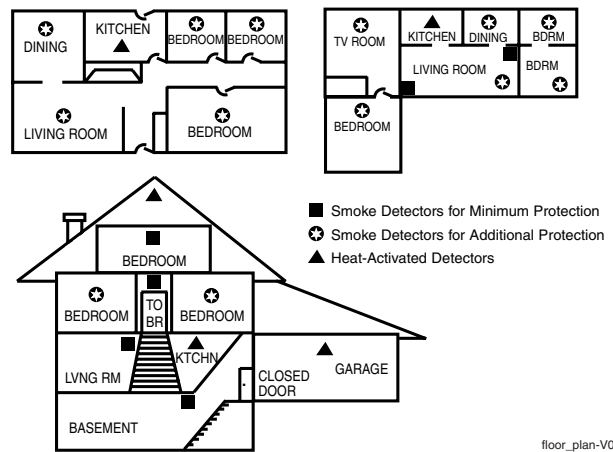 DINING
KITCHEN
BEDROOM
BEDROOM
LIVING ROOM
BEDROOM
TV ROOM
KITCHEN
DINING
BDRM
LIVING ROOM
BDRM
BEDROOM
Smoke Detectors for Minimum Protection
Smoke Detectors for Additional Protection
Heat-Activated Detectors
BEDROOM
BEDROOM
TO
BR
BEDROOM
LVNG RM
KTCHN
CLOSED
DOOR
GARAGE
BASEMENT
floor_plan-V0